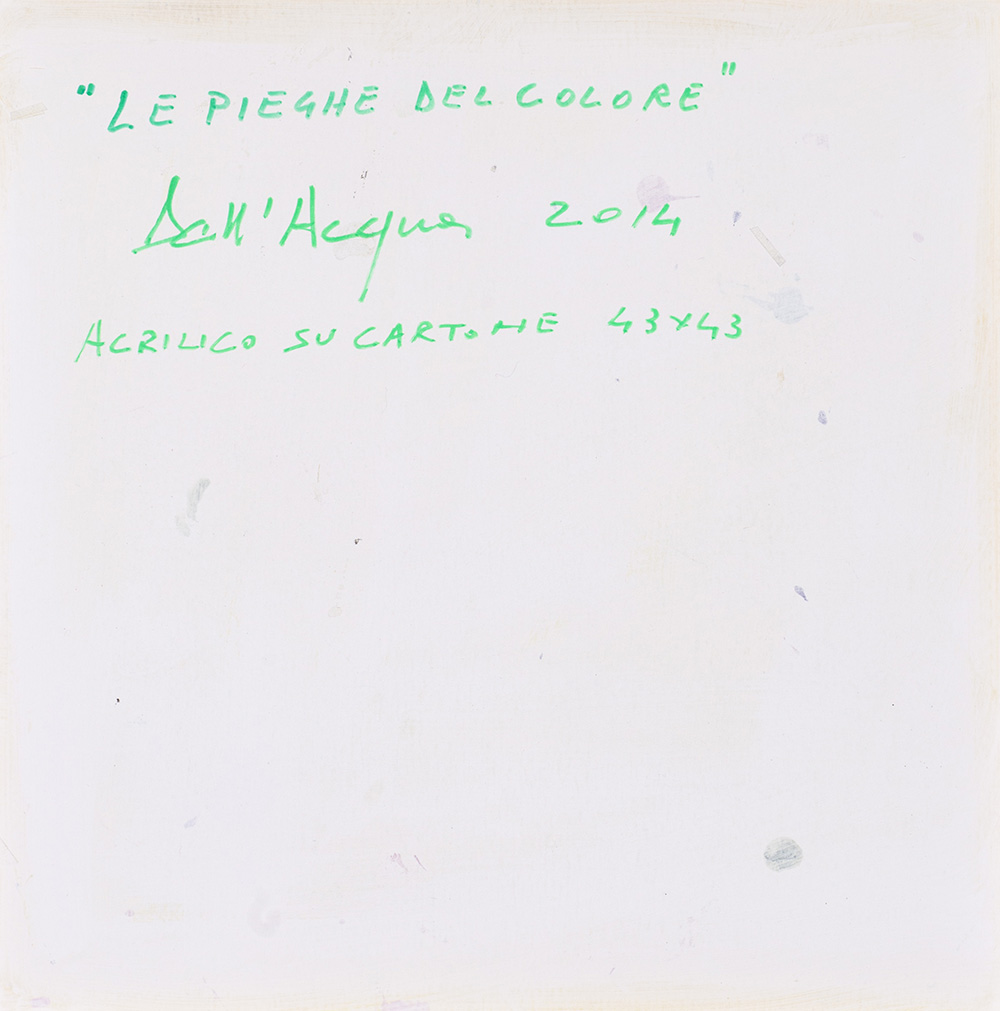 "LE PIEGHE DEL COLORE"
Dall'Acqua 2014
ACRILICO SU CARTONE 43x43